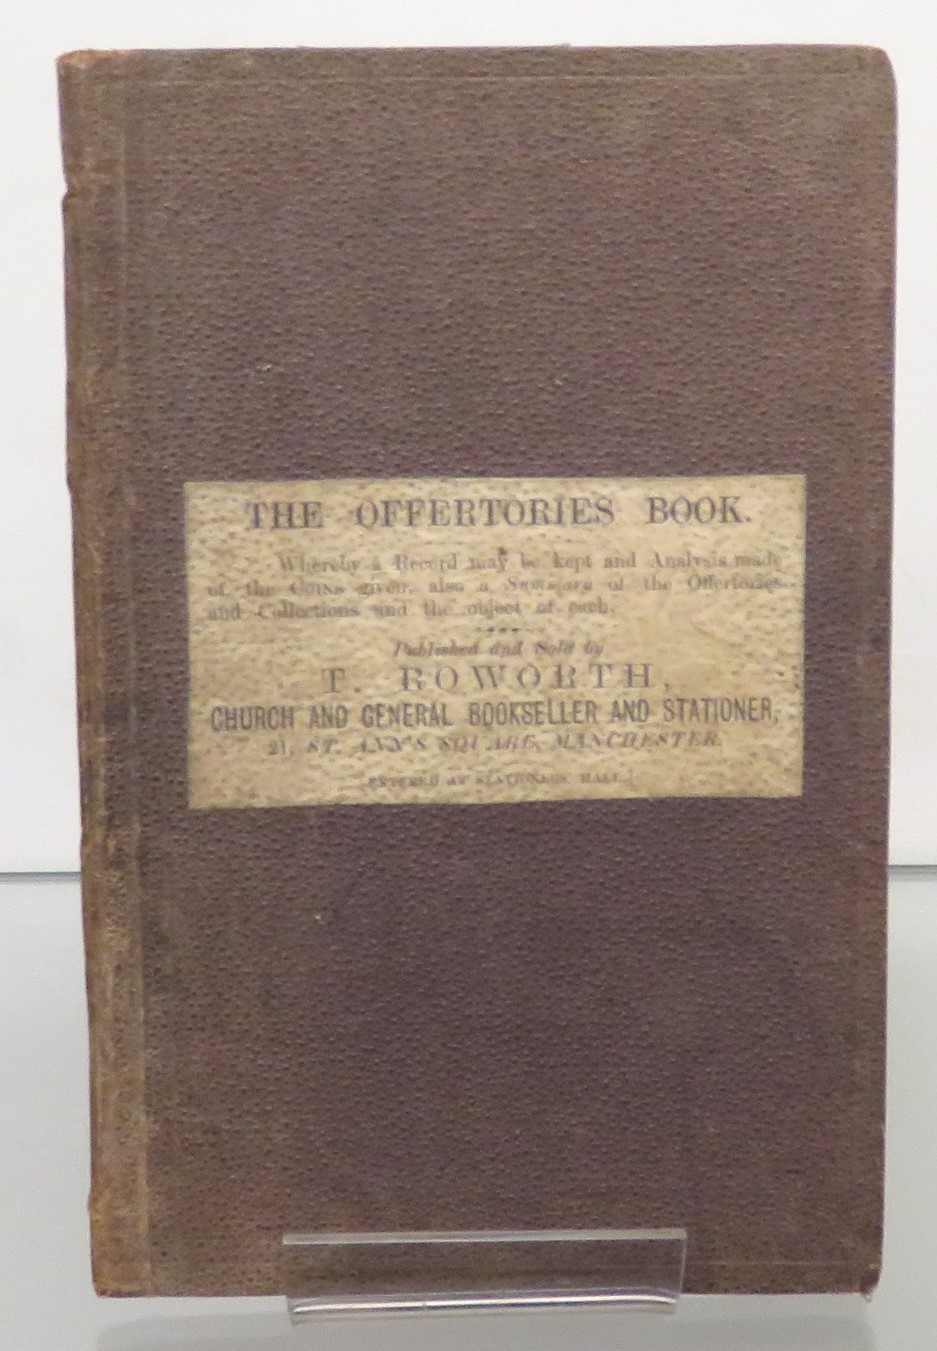 THE OFFERTORIES BOOK.
Whereby a Record may be kept and Analysis made
of the Coins given, also a Summary of the Offertories
and Collections and the object of each.
Published and Sold by
T. ROWORTH,
CHURCH AND GENERAL BOOKSELLER AND STATIONER,
21, ST. ANN'S SQUARE, MANCHESTER.
[ENTERED AT STATIONERS HALL.]